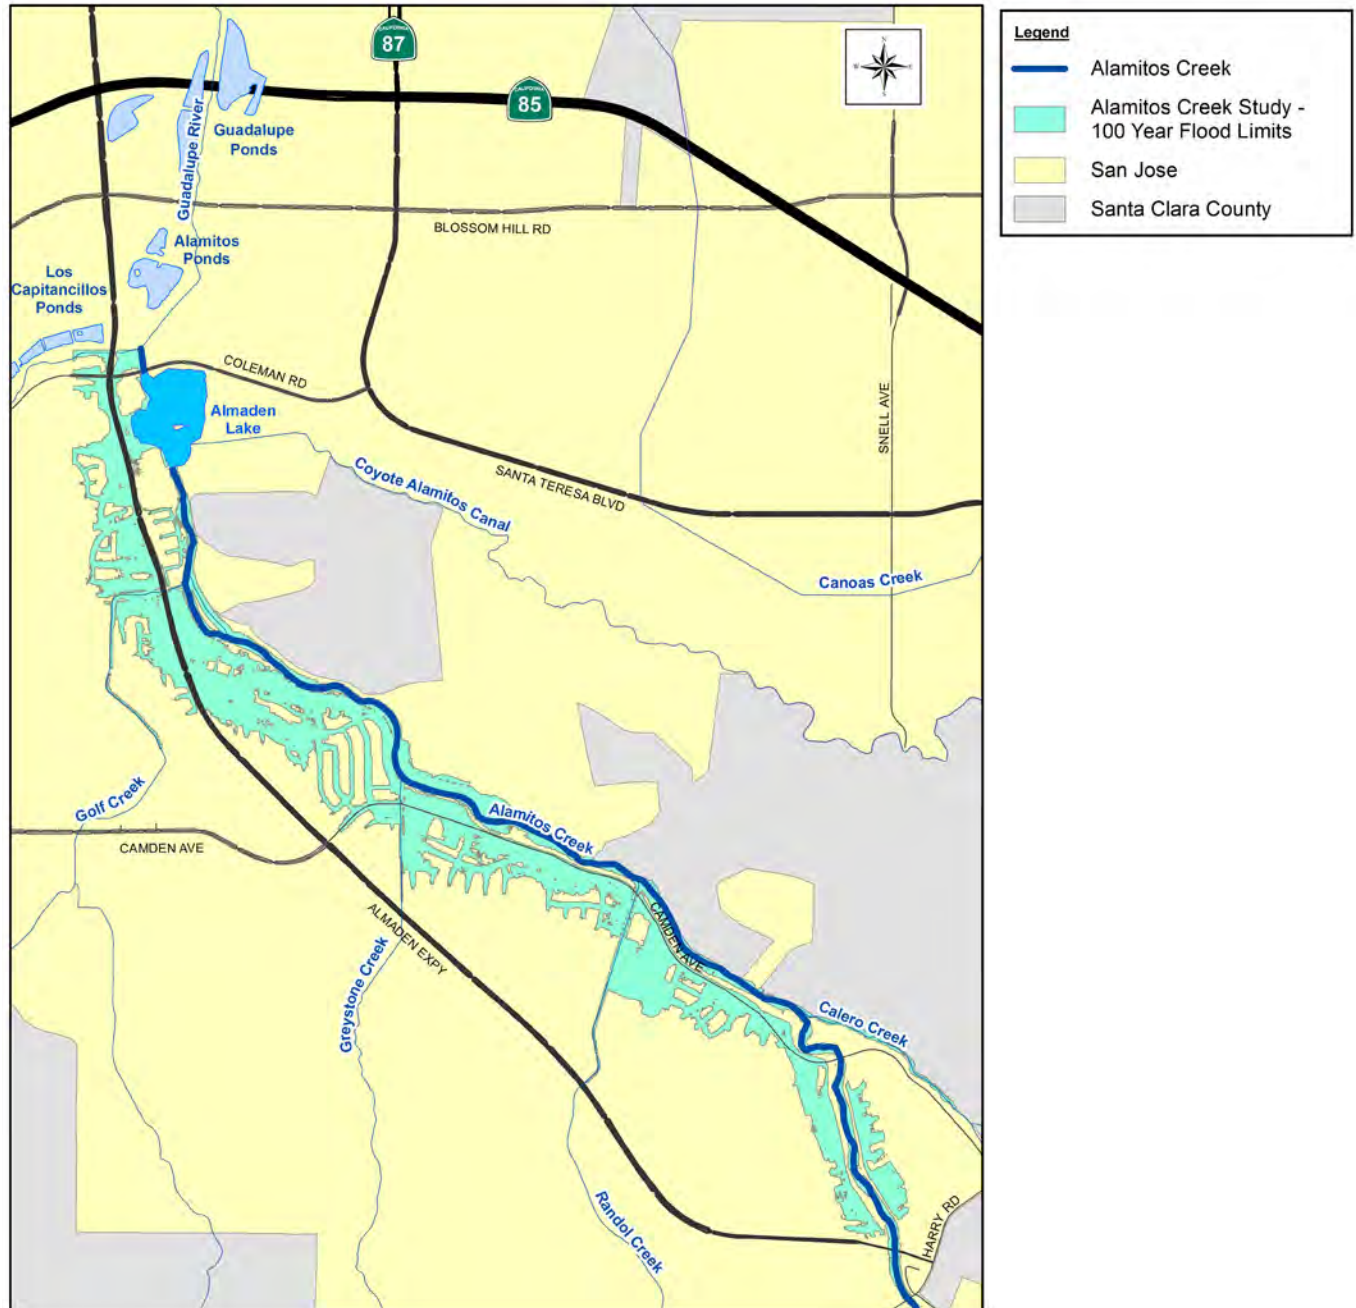 CALIFORNIA
87
CALIFORNIA
85
N
W
E
S
Guadalupe River
Guadalupe
Ponds
BLOSSOM HILL RD
Alamitos
Ponds
Los
Capitancillos
Ponds
COLEMAN RD
Almaden
Lake
SNELL AVE
Coyote Alamitos Canal
SANTA TERESA BLVD
Canoas Creek
Golf Creek
CAMDEN AVE
Alamitos Creek
ALMADEN EXPY
CAMDEN AVE
Greystone Creek
Calero Creek
Randol Creek
HARRY RD
Legend
Alamitos Creek
Alamitos Creek Study -
100 Year Flood Limits
San Jose
Santa Clara County